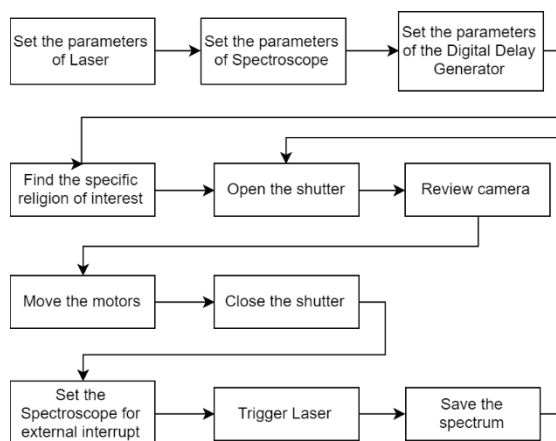 Set the parameters
of Laser
Set the parameters
of Spectroscope
Set the parameters
of the Digital Delay
Generator
Find the specific
religion of interest
Open the shutter
Review camera
Move the motors
Close the shutter
Set the
Spectroscope for
external interrupt
Trigger Laser
Save the
spectrum